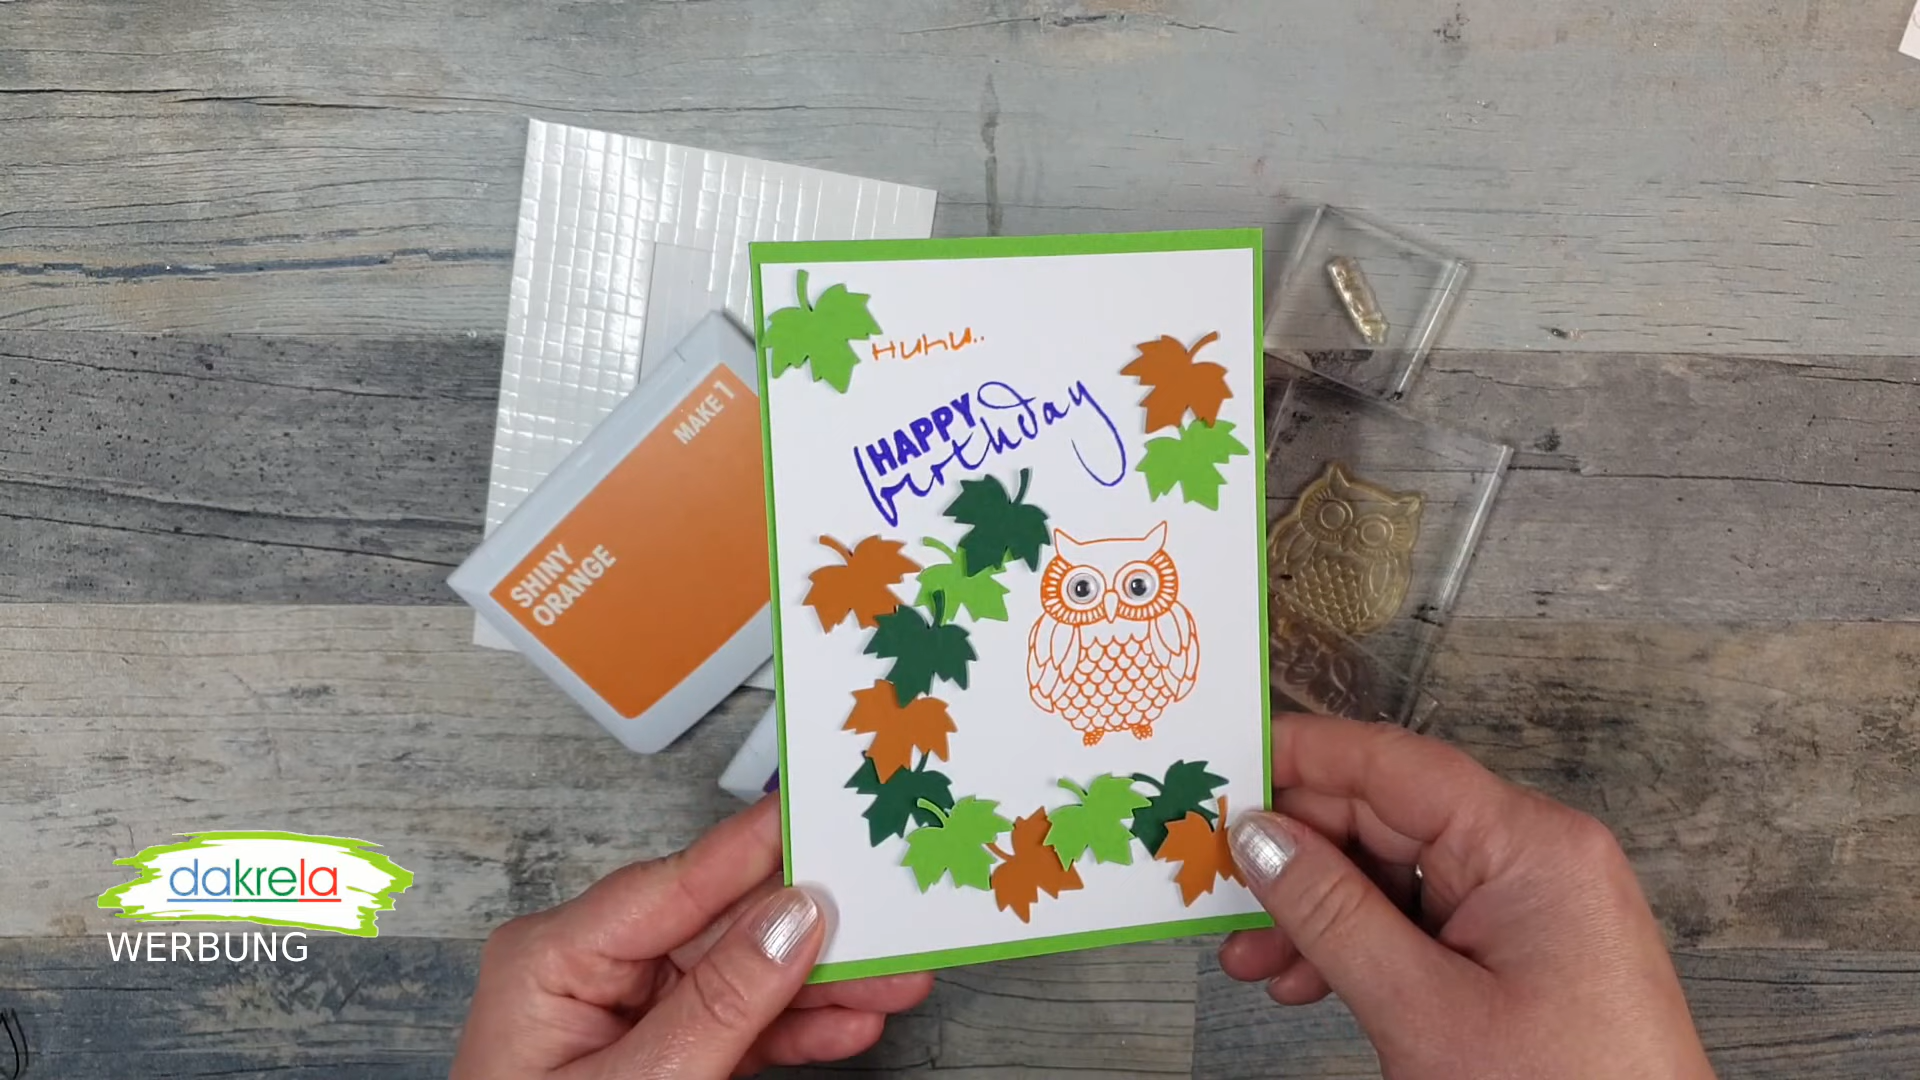 Huhu..
HAPPY
birthday
MAKE 1
SHINY
ORANGE
dakrela
WERBUNG